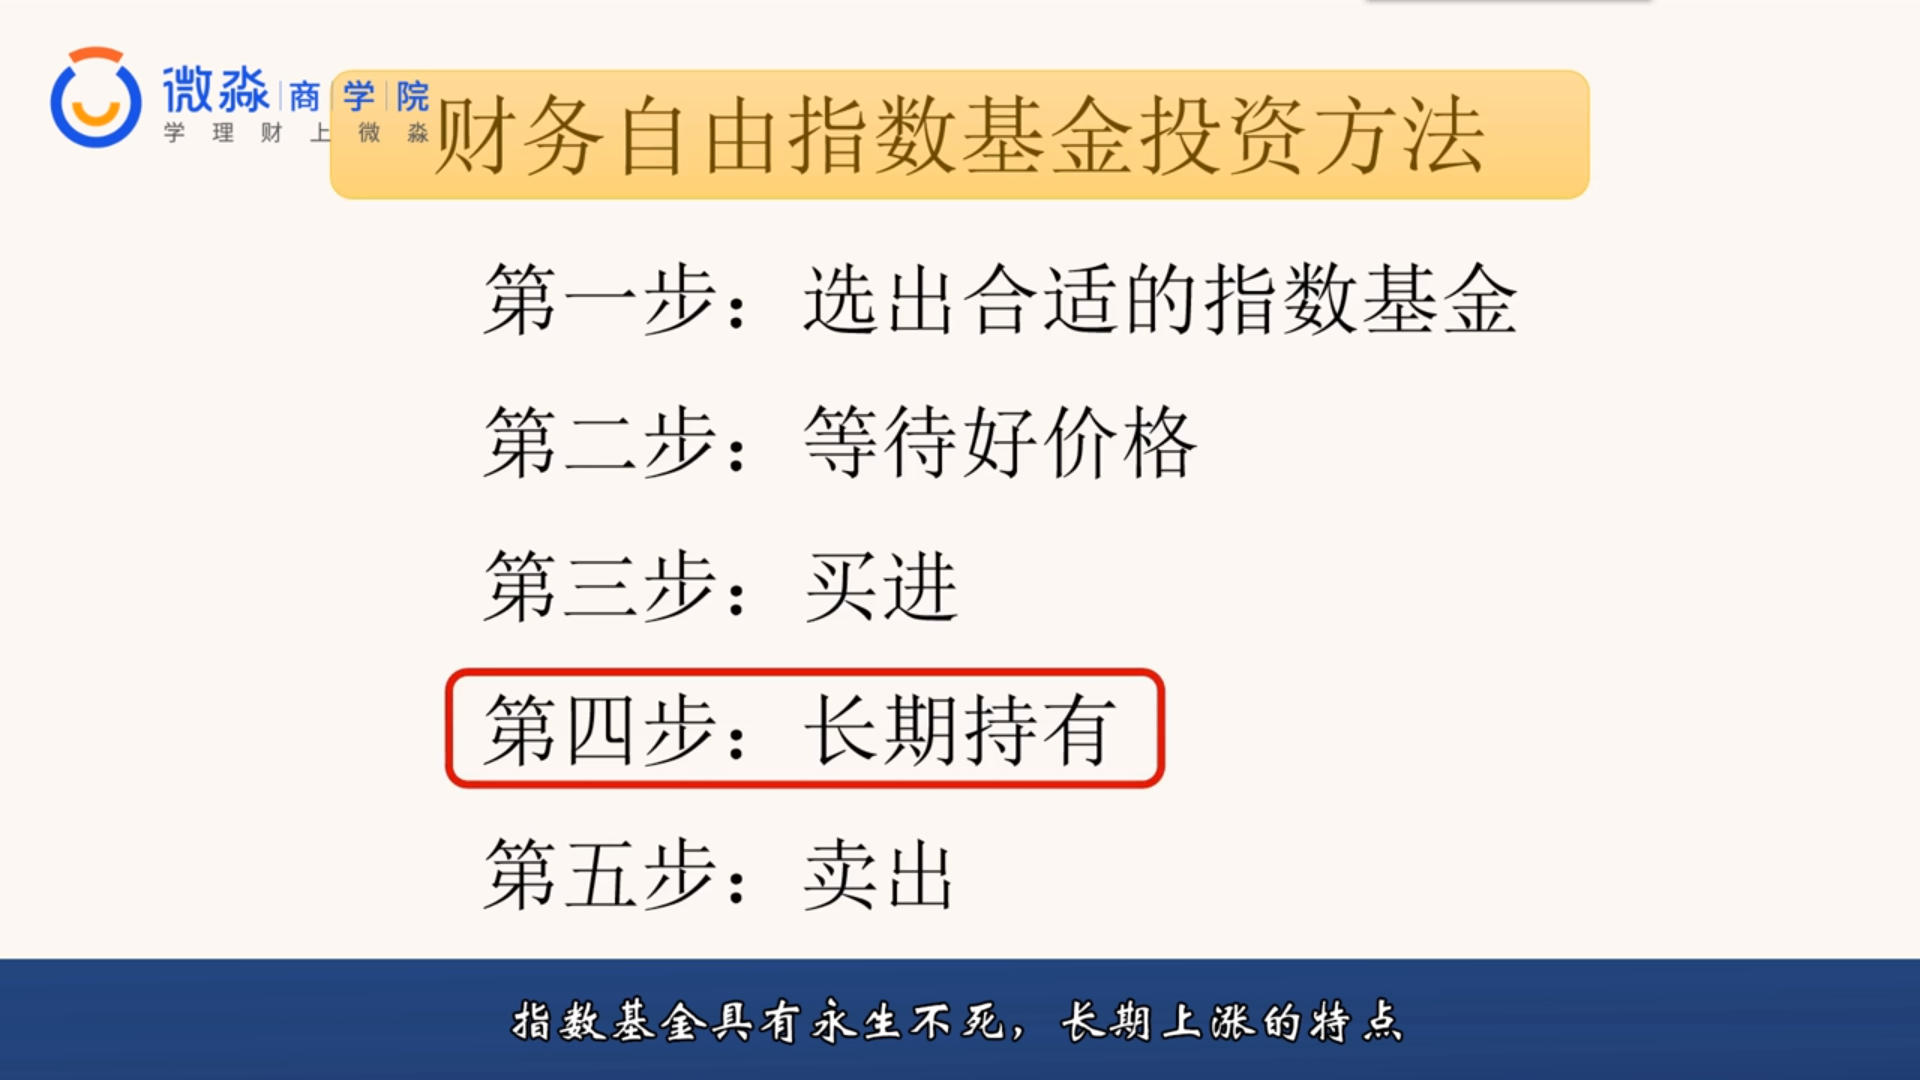 微淼商学院
学理财上微淼
财务自由指数基金投资方法
第一步：选出合适的指数基金
第二步：等待好价格
第三步：买进
第四步：长期持有
第五步：卖出
指数基金具有永生不死，长期上涨的特点